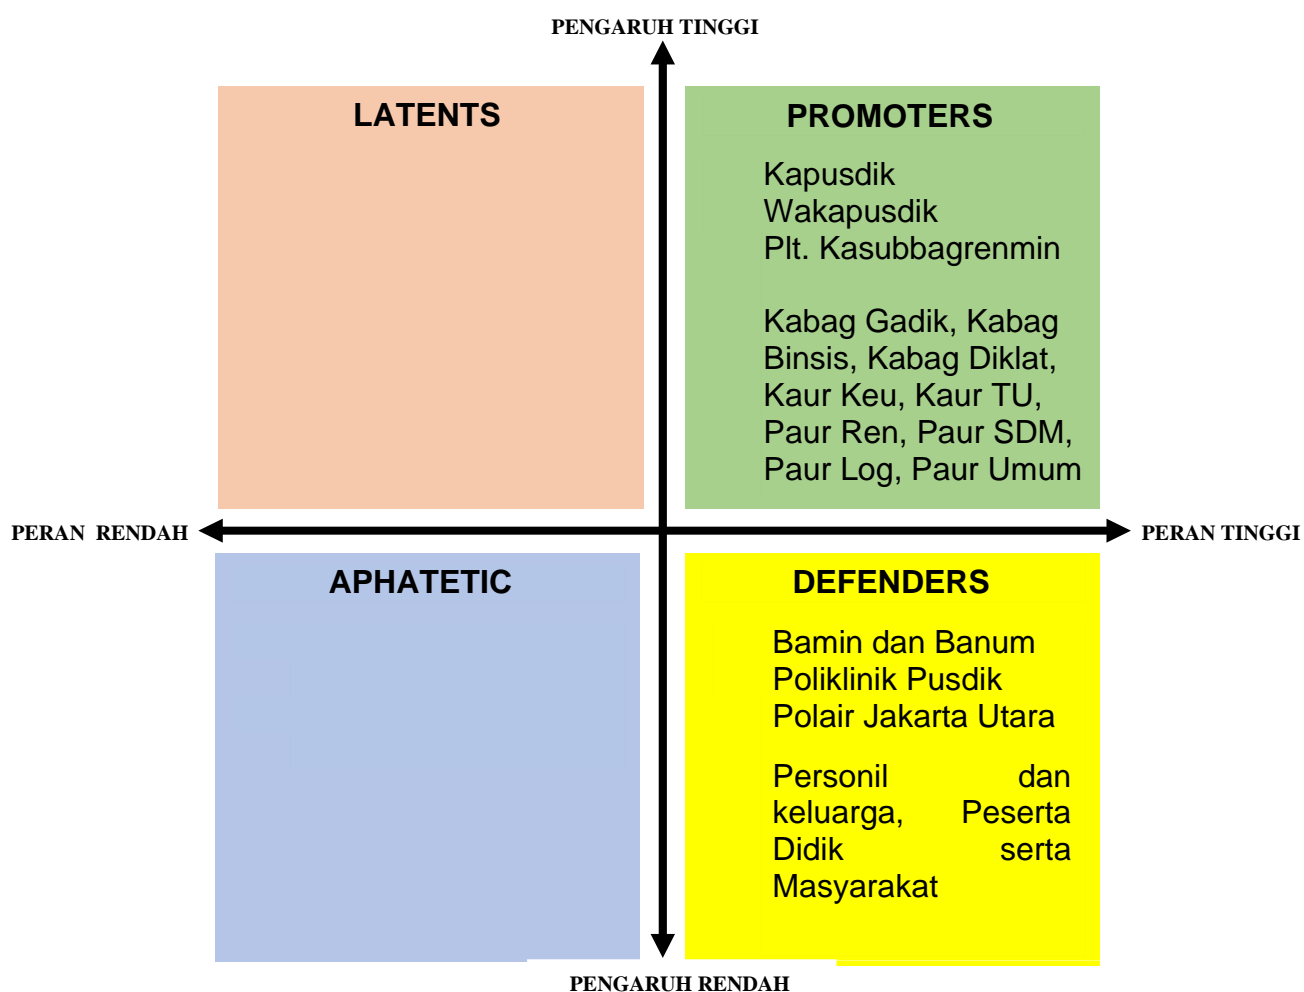 PENGARUH TINGGI
LATENTS
PROMOTERS
Kapusdik
Wakapusdik
Plt. Kasubbagrenmin
Kabag Gadik, Kabag
Binsis, Kabag Diklat,
Kaur Keu, Kaur TU,
Paur Ren, Paur SDM,
Paur Log, Paur Umum
PERAN RENDAH
PERAN TINGGI
APHATETIC
DEFENDERS
Bamin dan Banum
Poliklinik Pusdik
Polair Jakarta Utara
Personil dan
keluarga, Peserta
Didik serta
Masyarakat
PENGARUH RENDAH